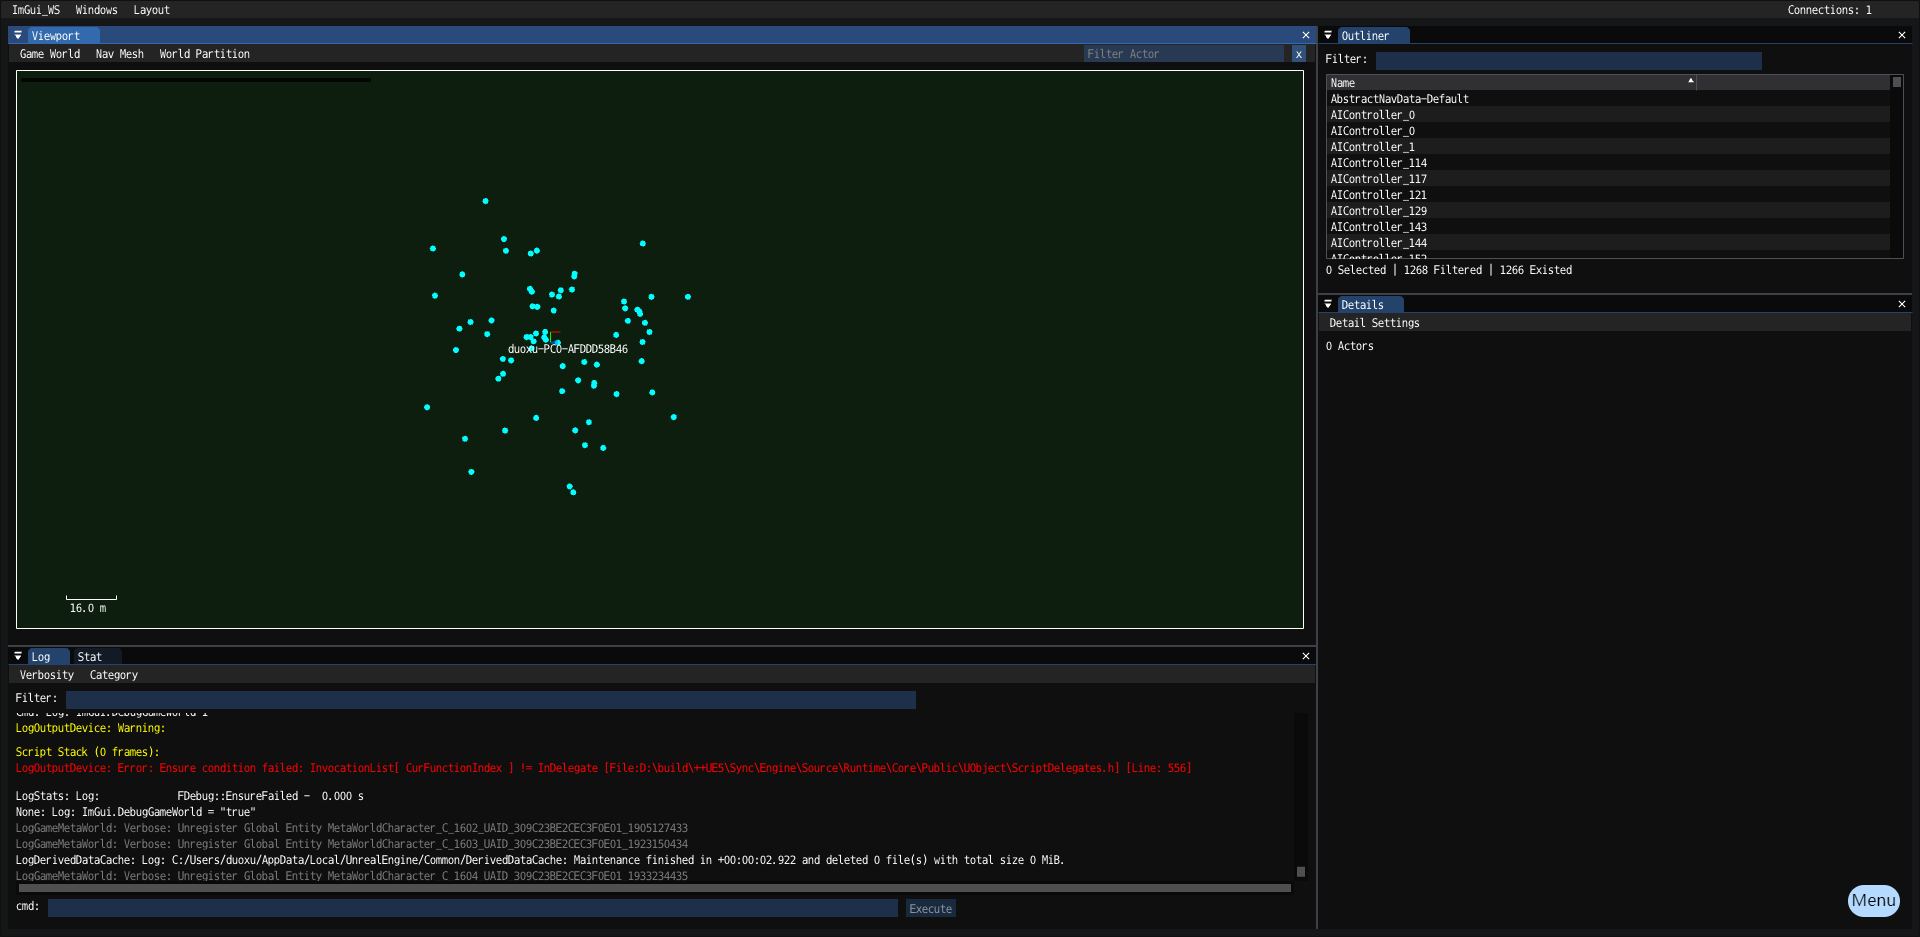 ImGui_WS Windows Layout Connections: 1
Viewport
Game World Nav Mesh World Partition Filter Actor x
duoxu-PC0-AFDDD58B46
16.0 m
Outliner
Filter:
Name
AbstractNavData-Default
AIController_0
AIController_0
AIController_1
AIController_114
AIController_117
AIController_121
AIController_129
AIController_143
AIController_144
AIController_152
0 Selected | 1268 Filtered | 1266 Existed
Details
Detail Settings
0 Actors
Log Stat
Verbosity Category
Filter:
Cmd: Log: ImGui.DebugGameWorld 1
LogOutputDevice: Warning:
Script Stack (0 frames):
LogOutputDevice: Error: Ensure condition failed: InvocationList[ CurFunctionIndex ] != InDelegate [File:D:\build\++UE5\Sync\Engine\Source\Runtime\Core\Public\UObject\ScriptDelegates.h] [Line: 556]
LogStats: Log: FDebug::EnsureFailed - 0.000 s
None: Log: ImGui.DebugGameWorld = "true"
LogGameMetaWorld: Verbose: Unregister Global Entity MetaWorldCharacter_C_1602_UAID_309C23BE2CEC3F0E01_1905127433
LogGameMetaWorld: Verbose: Unregister Global Entity MetaWorldCharacter_C_1603_UAID_309C23BE2CEC3F0E01_1923150434
LogDerivedDataCache: Log: C:/Users/duoxu/AppData/Local/UnrealEngine/Common/DerivedDataCache: Maintenance finished in +00:00:02.922 and deleted 0 file(s) with total size 0 MiB.
LogGameMetaWorld: Verbose: Unregister Global Entity MetaWorldCharacter_C_1604_UAID_309C23BE2CEC3F0E01_1933234435
cmd: Execute
Menu